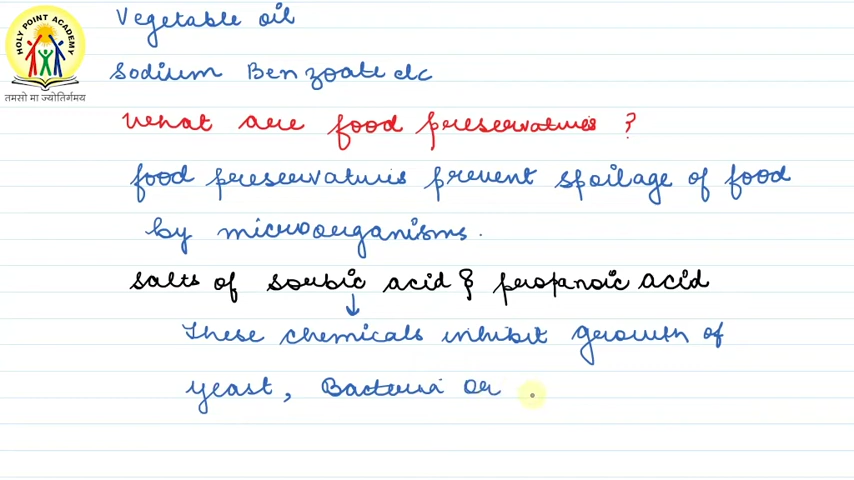 HOLY POINT ACADEMY
तमसो मा ज्योतिर्गमय
Vegetable oil
Sodium Benzoate etc
What are food preservatives ?
food preservatives prevent spoilage of food
by microorganisms.
Salts of sorbic acid & propanoic acid
These chemicals inhibit growth of
yeast, Bacteria or